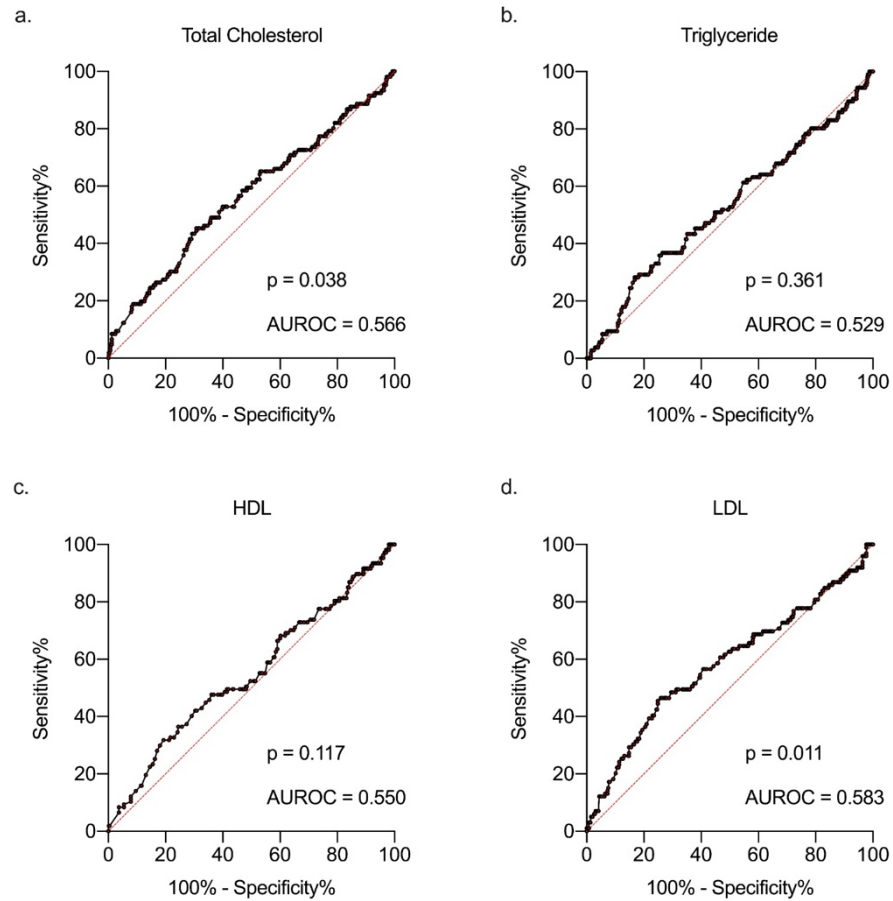 a.
Total Cholesterol
100
80
60
40
20
0
Sensitivity%
p = 0.038
AUROC = 0.566
0 20 40 60 80 100
100% - Specificity%
b.
Triglyceride
100
80
60
40
20
0
Sensitivity%
p = 0.361
AUROC = 0.529
0 20 40 60 80 100
100% - Specificity%
c.
HDL
100
80
60
40
20
0
Sensitivity%
p = 0.117
AUROC = 0.550
0 20 40 60 80 100
100% - Specificity%
d.
LDL
100
80
60
40
20
0
Sensitivity%
p = 0.011
AUROC = 0.583
0 20 40 60 80 100
100% - Specificity%